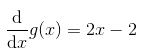 d/dx g(x) = 2x − 2